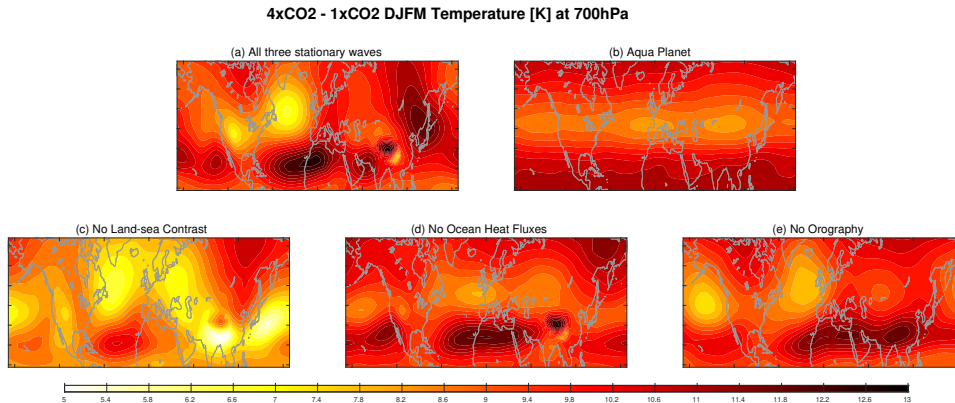 4xCO2 - 1xCO2 DJFM Temperature [K] at 700hPa
(a) All three stationary waves
(b) Aqua Planet
(c) No Land-sea Contrast
(d) No Ocean Heat Fluxes
(e) No Orography
5 5.4 5.8 6.2 6.6 7 7.4 7.8 8.2 8.6 9 9.4 9.8 10.2 10.6 11 11.4 11.8 12.2 12.6 13